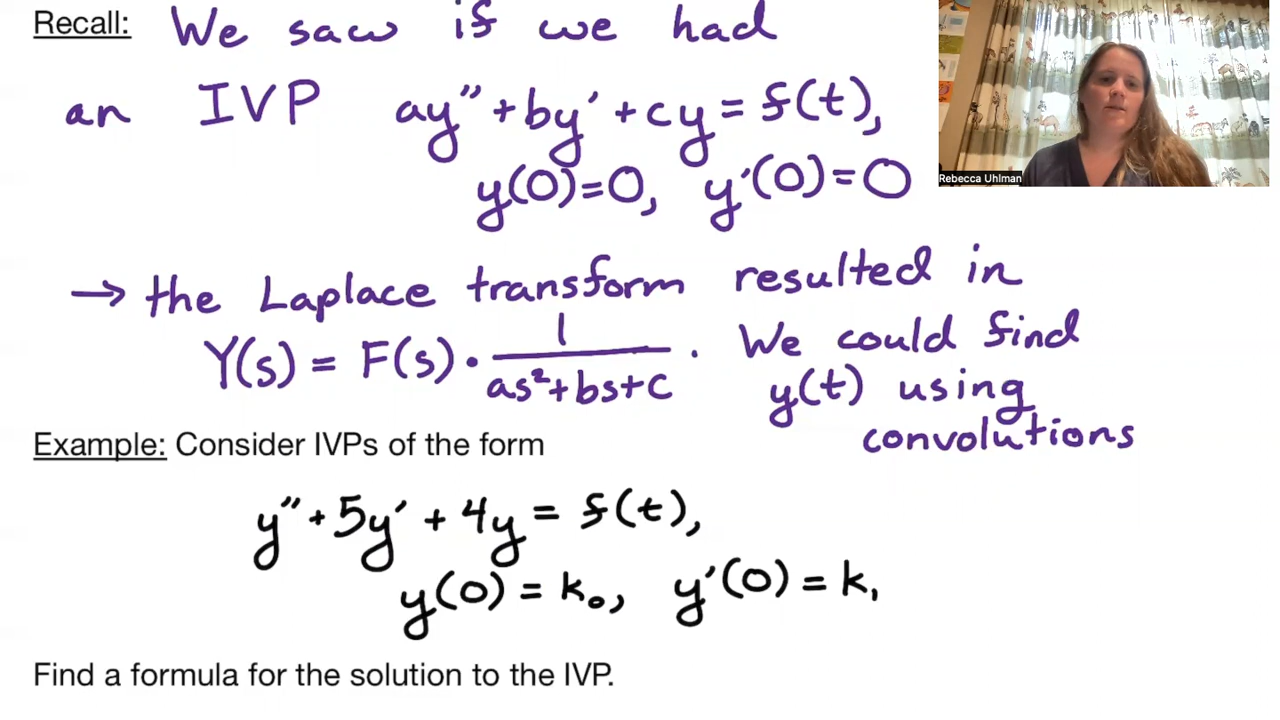 Recall: We saw if we had
an IVP ay'' + by' + cy = f(t),
y(0)=0, y'(0)=0
Rebecca Uhlman
→ the Laplace transform resulted in
Y(s) = F(s) · 1/(as²+bs+c). We could find
y(t) using
convolutions
Example: Consider IVPs of the form
y'' + 5y' + 4y = f(t),
y(0) = k₀, y'(0) = k₁
Find a formula for the solution to the IVP.